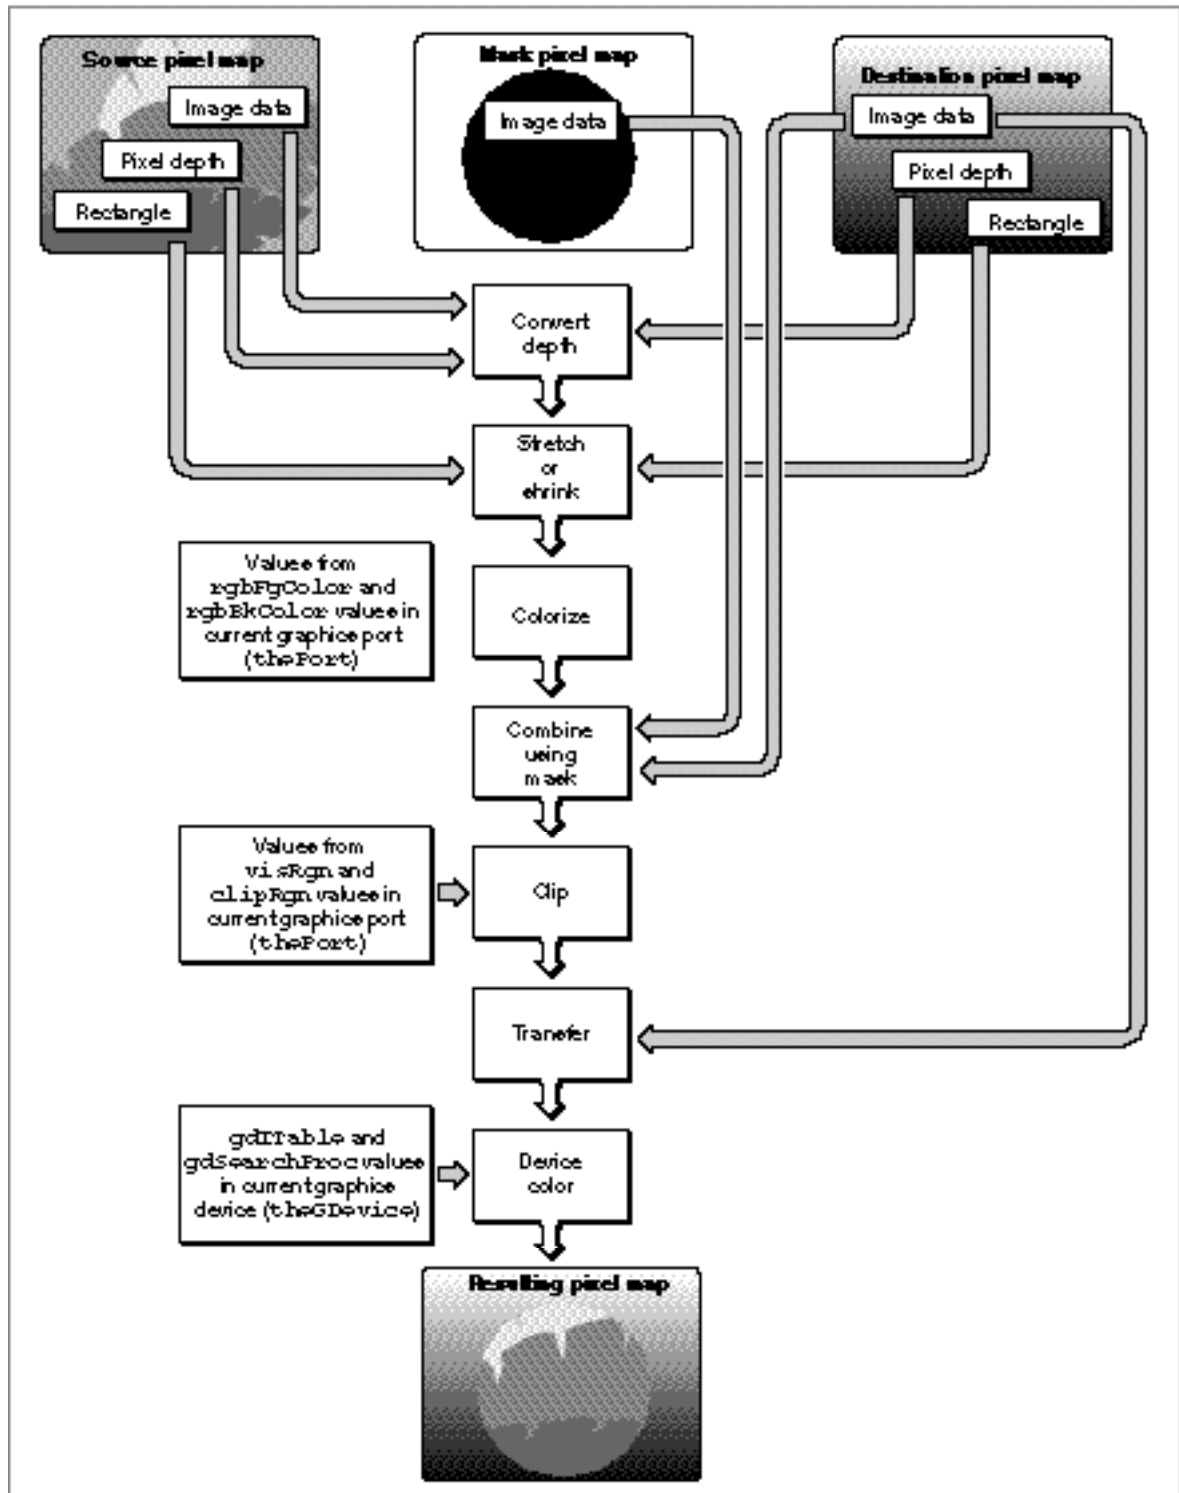 Source pixel map
Image data
Pixel depth
Rectangle
Mask pixel map
Image data
Destination pixel map
Image data
Pixel depth
Rectangle
Convert
depth
Stretch
or
shrink
Values from
rgbFgColor and
rgbBkColor values in
current graphics port
(thePort)
Colorize
Combine
using
mask
Values from
visRgn and
clipRgn values in
current graphics port
(thePort)
Clip
Transfer
gdITable and
gdSearchProc values
in current graphics
device (theGDevice)
Device
color
Resulting pixel map